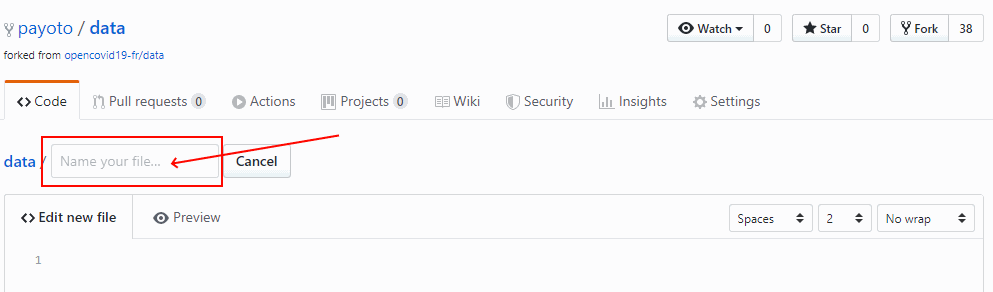 payoto / data
Watch 0 Star 0 Fork 38
forked from opencovid19-fr/data
Code Pull requests 0 Actions Projects 0 Wiki Security Insights Settings
data / Name your file... Cancel
Edit new file Preview Spaces 2 No wrap
1